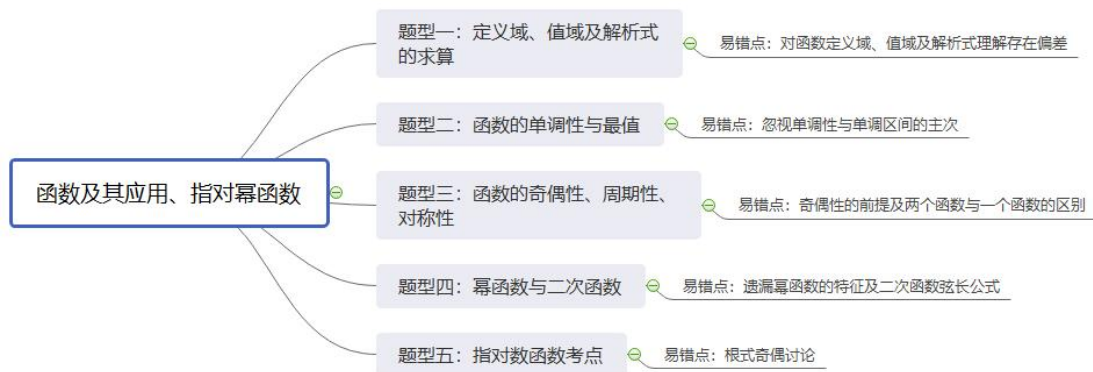 函数及其应用、指对幂函数
题型一：定义域、值域及解析式
的求算
易错点：对函数定义域、值域及解析式理解存在偏差
题型二：函数的单调性与最值
易错点：忽视单调性与单调区间的主次
题型三：函数的奇偶性、周期性、
对称性
易错点：奇偶性的前提及两个函数与一个函数的区别
题型四：幂函数与二次函数
易错点：遗漏幂函数的特征及二次函数弦长公式
题型五：指对数函数考点
易错点：根式奇偶讨论